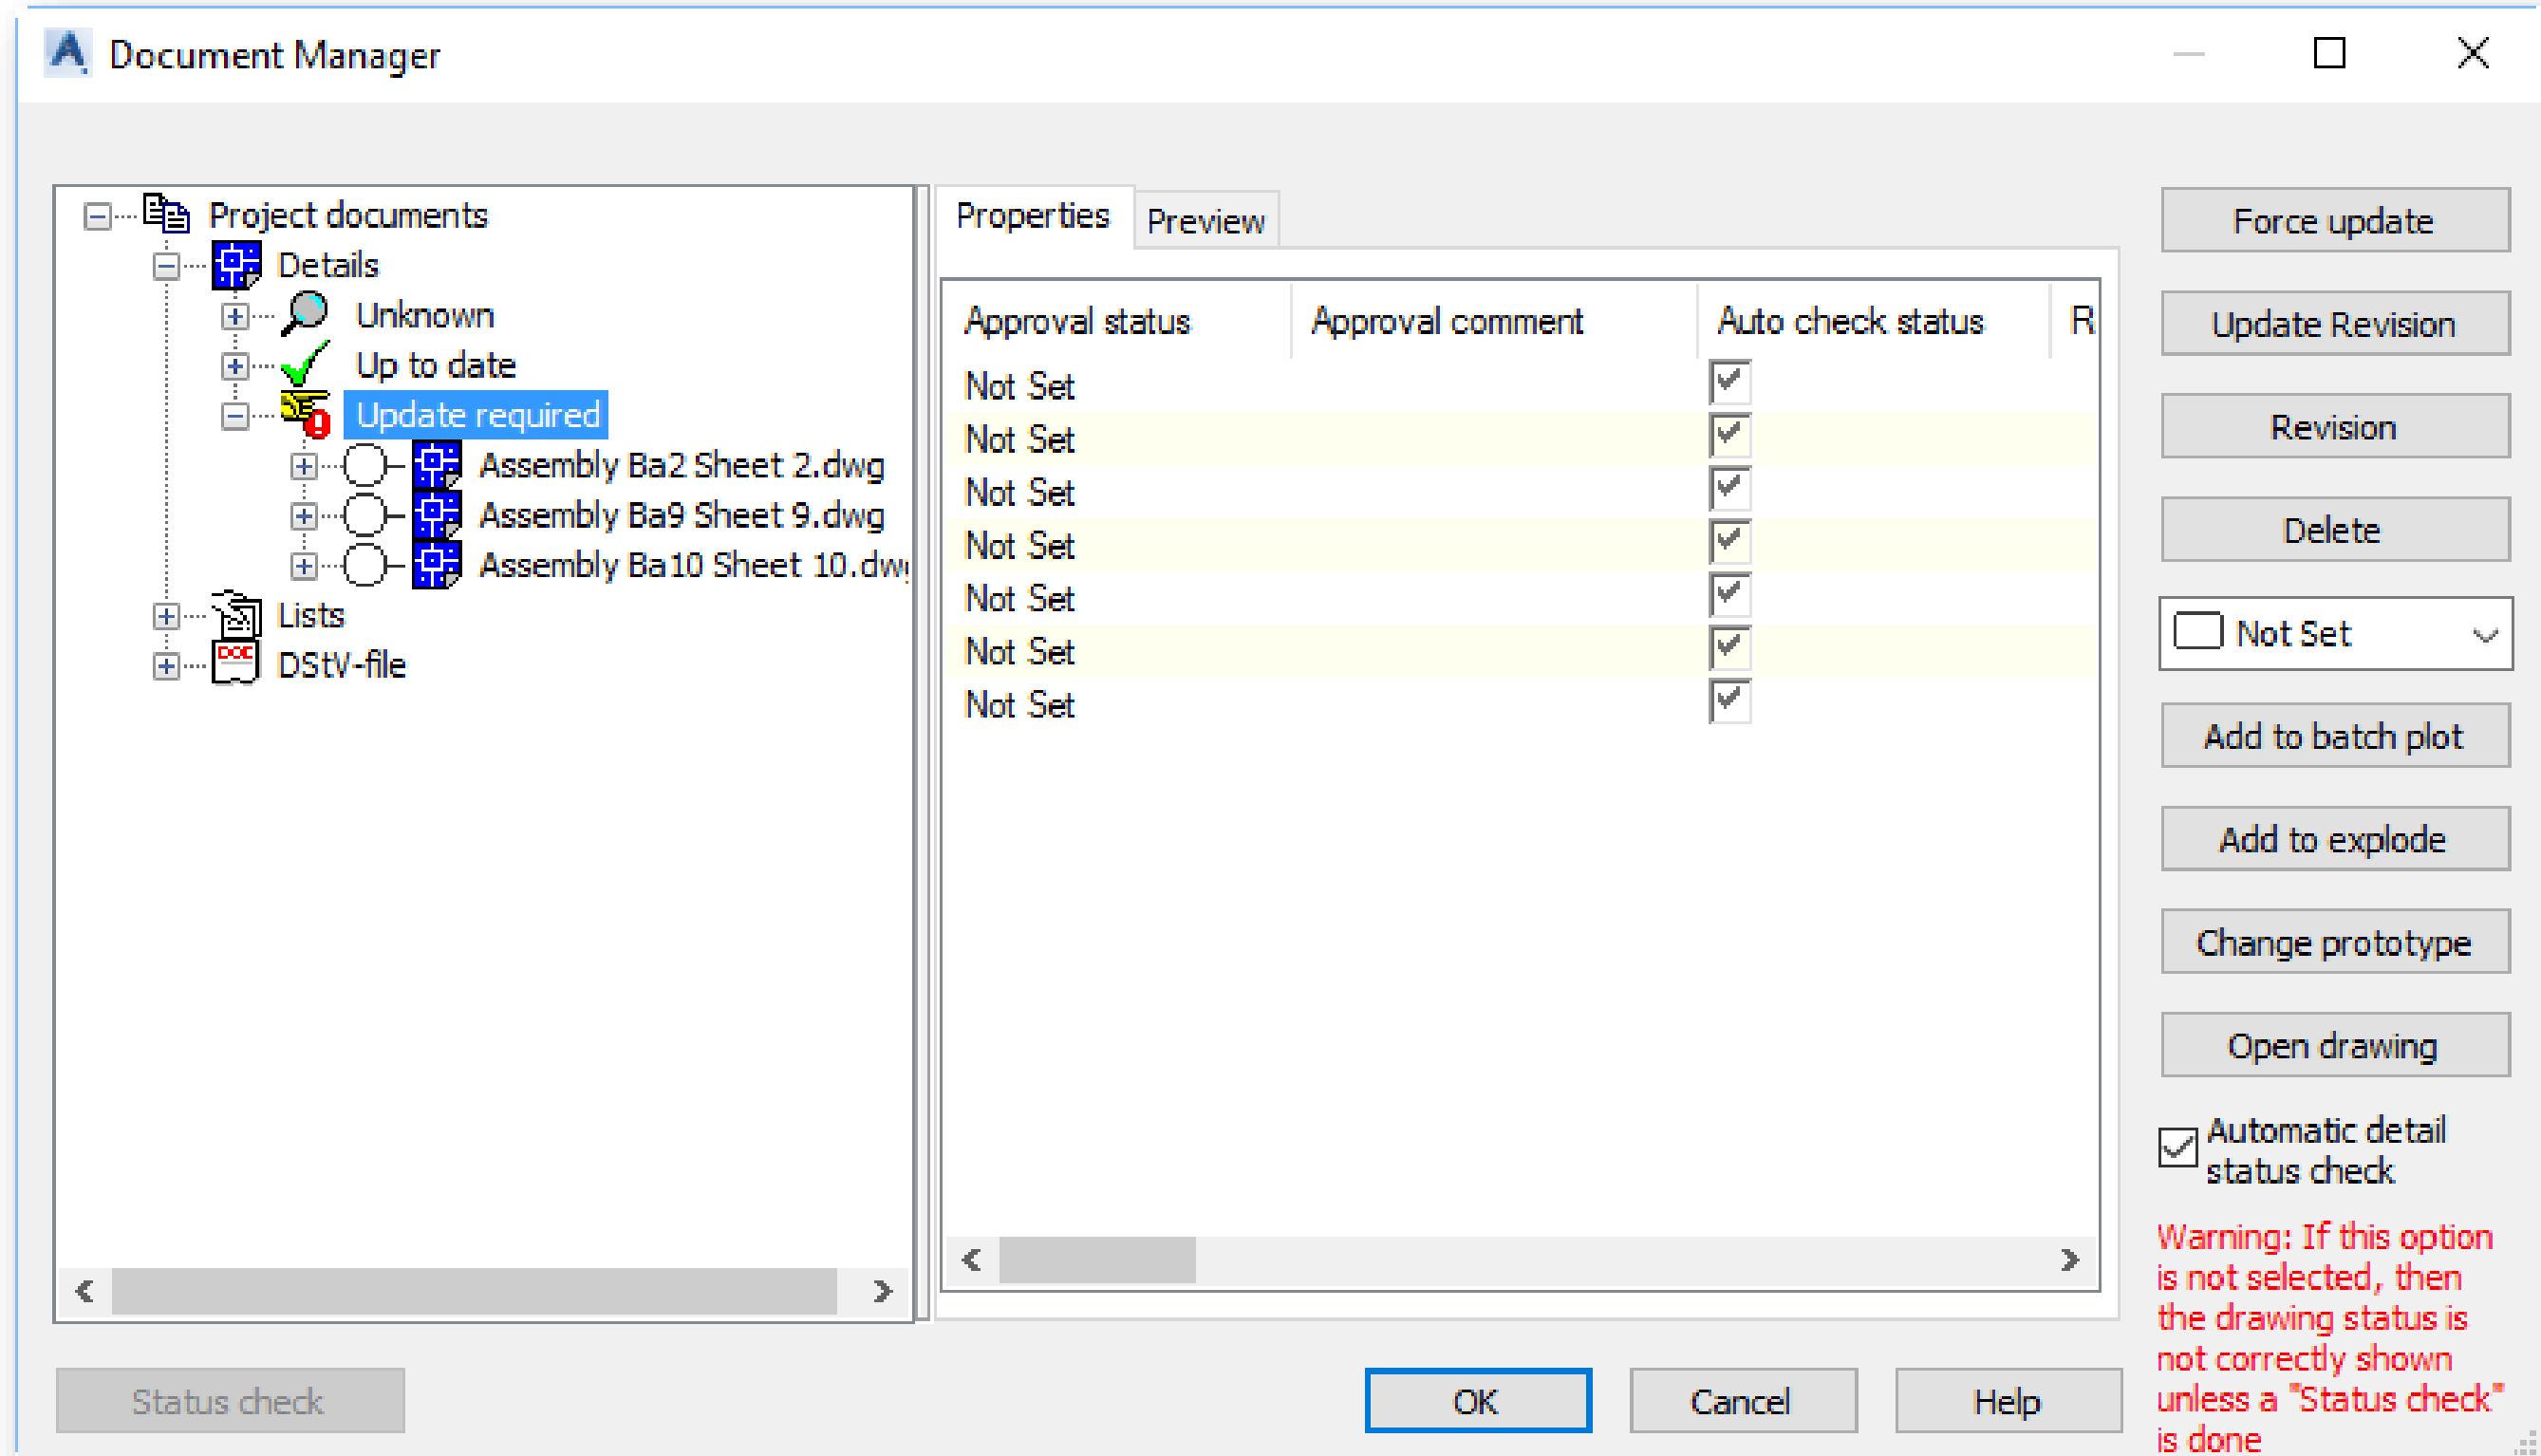 Document Manager
Project documents
Details
Unknown
Up to date
Update required
Assembly Ba2 Sheet 2.dwg
Assembly Ba9 Sheet 9.dwg
Assembly Ba10 Sheet 10.dw
Lists
DOC
DStV-file
Status check
Properties
Preview
Approval status
Approval comment
Auto check status
R
Not Set
Not Set
Not Set
Not Set
Not Set
Not Set
Not Set
OK
Cancel
Help
Force update
Update Revision
Revision
Delete
Not Set
Add to batch plot
Add to explode
Change prototype
Open drawing
Automatic detail
status check
Warning: If this option
is not selected, then
the drawing status is
not correctly shown
unless a "Status check"
is done